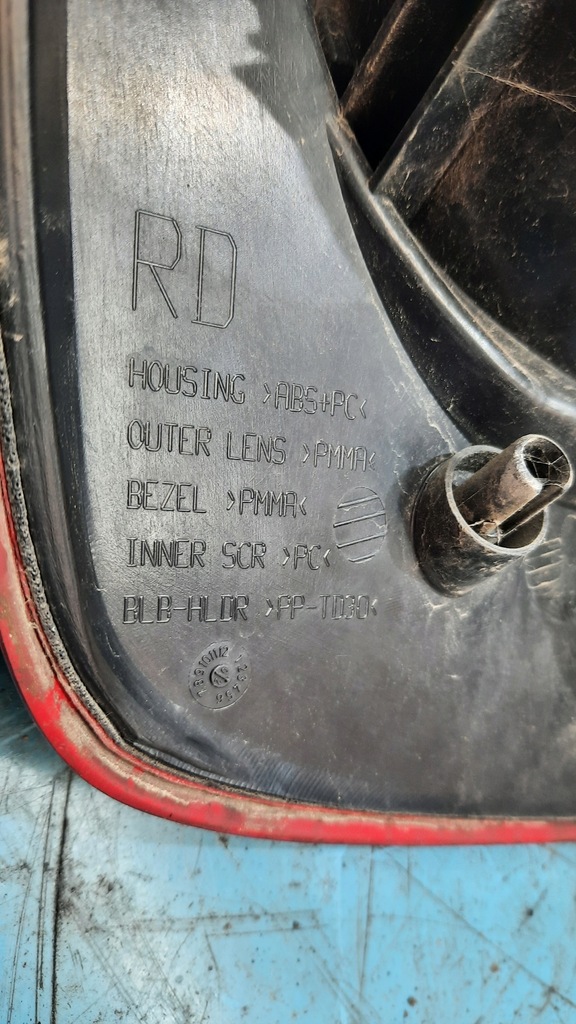 RD
HOUSING >ABS+PC<
OUTER LENS >PMMA<
BEZEL >PMMA<
INNER SCR >PC<
BLB-HLDR >PP-TD30<